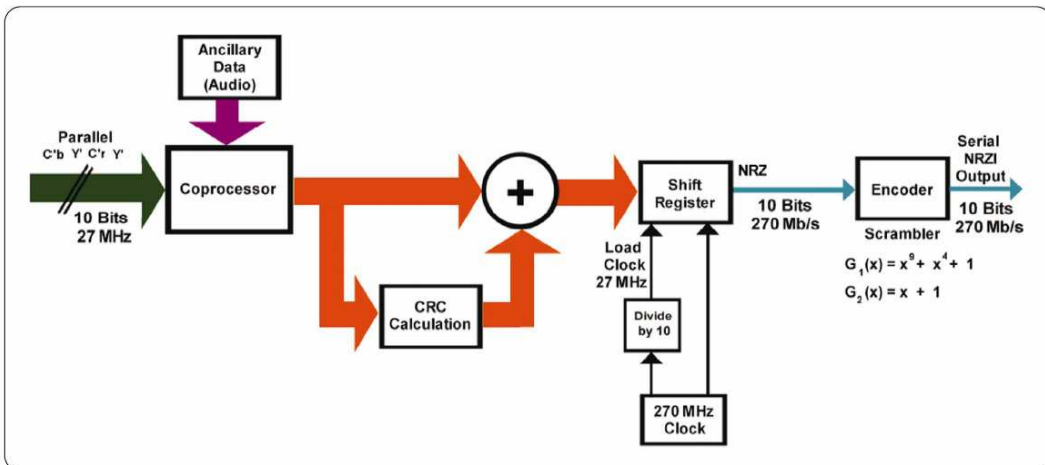 Ancillary
Data
(Audio)
Parallel
C'b Y' C'r Y'
10 Bits
27 MHz
Coprocessor
+
CRC
Calculation
Shift
Register
Load
Clock
27 MHz
Divide
by 10
270 MHz
Clock
NRZ
10 Bits
270 Mb/s
Encoder
Scrambler
G₁(x) = x⁹ + x⁴ + 1
G₂(x) = x + 1
Serial
NRZI
Output
10 Bits
270 Mb/s